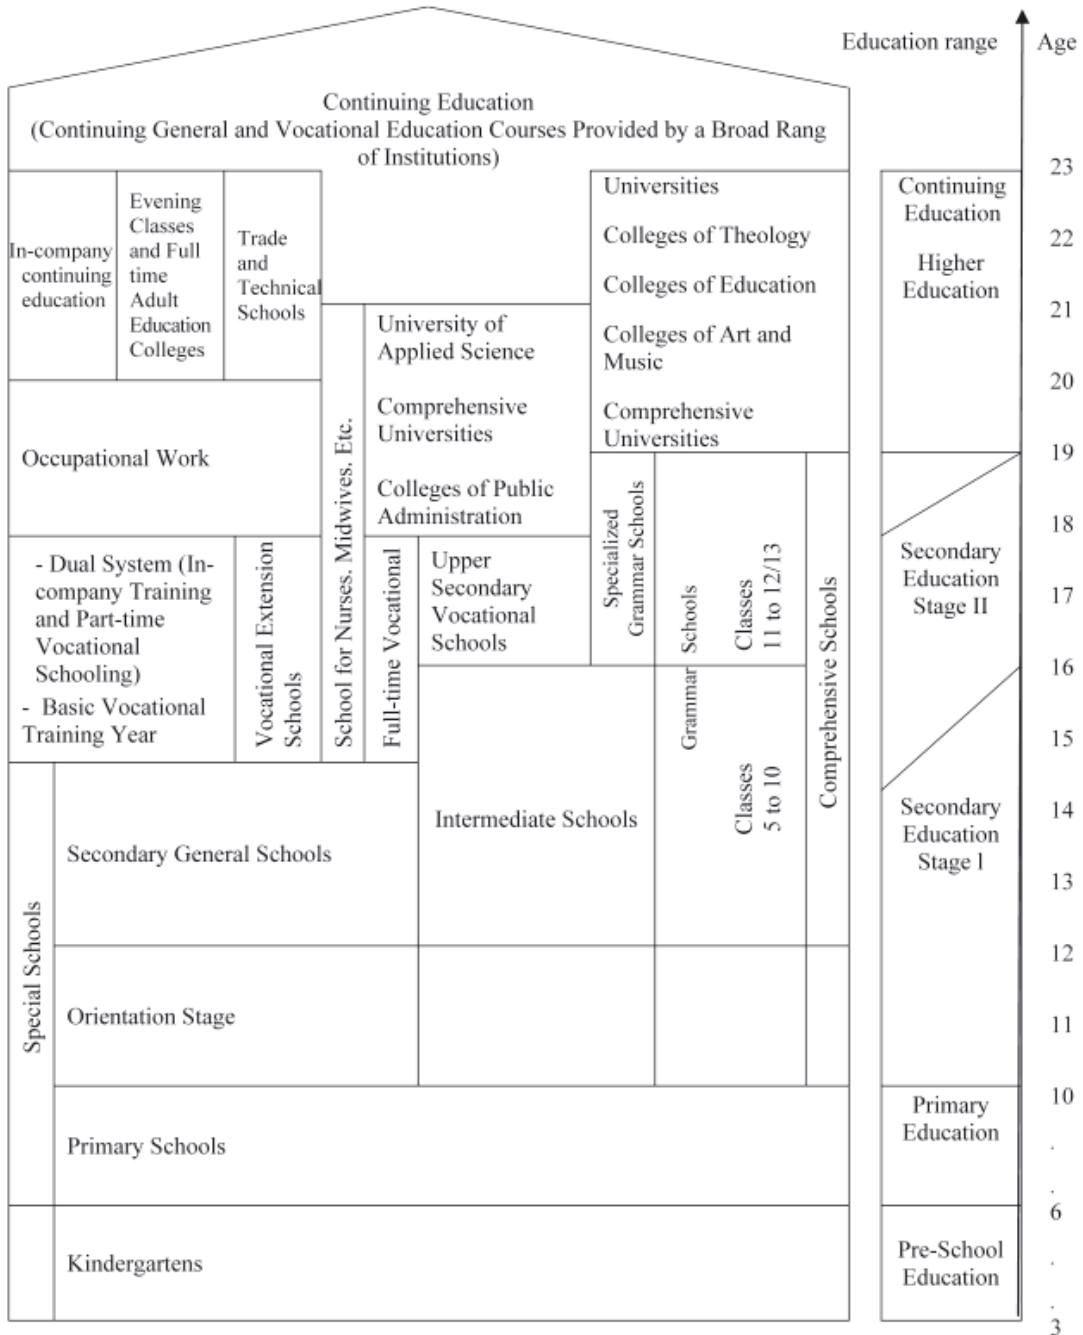 Education range
Age
Continuing Education
(Continuing General and Vocational Education Courses Provided by a Broad Rang
of Institutions)
In-company
continuing
education
Evening
Classes
and Full
time
Adult
Education
Colleges
Trade
and
Technical
Schools
Universities
Colleges of Theology
Colleges of Education
Colleges of Art and
Music
Comprehensive
Universities
University of
Applied Science
Comprehensive
Universities
Colleges of Public
Administration
Occupational Work
School for Nurses. Midwives. Etc.
- Dual System (In-
company Training
and Part-time
Vocational
Schooling)
- Basic Vocational
Training Year
Vocational Extension
Schools
Full-time Vocational
Upper
Secondary
Vocational
Schools
Specialized
Grammar Schools
Grammar Schools
Classes
11 to 12/13
Classes
5 to 10
Comprehensive Schools
Intermediate Schools
Secondary General Schools
Special Schools
Orientation Stage
Primary Schools
Kindergartens
Continuing
Education
Higher
Education
Secondary
Education
Stage II
Secondary
Education
Stage l
Primary
Education
Pre-School
Education
23
22
21
20
19
18
17
16
15
14
13
12
11
10
.
.
6
.
.
3